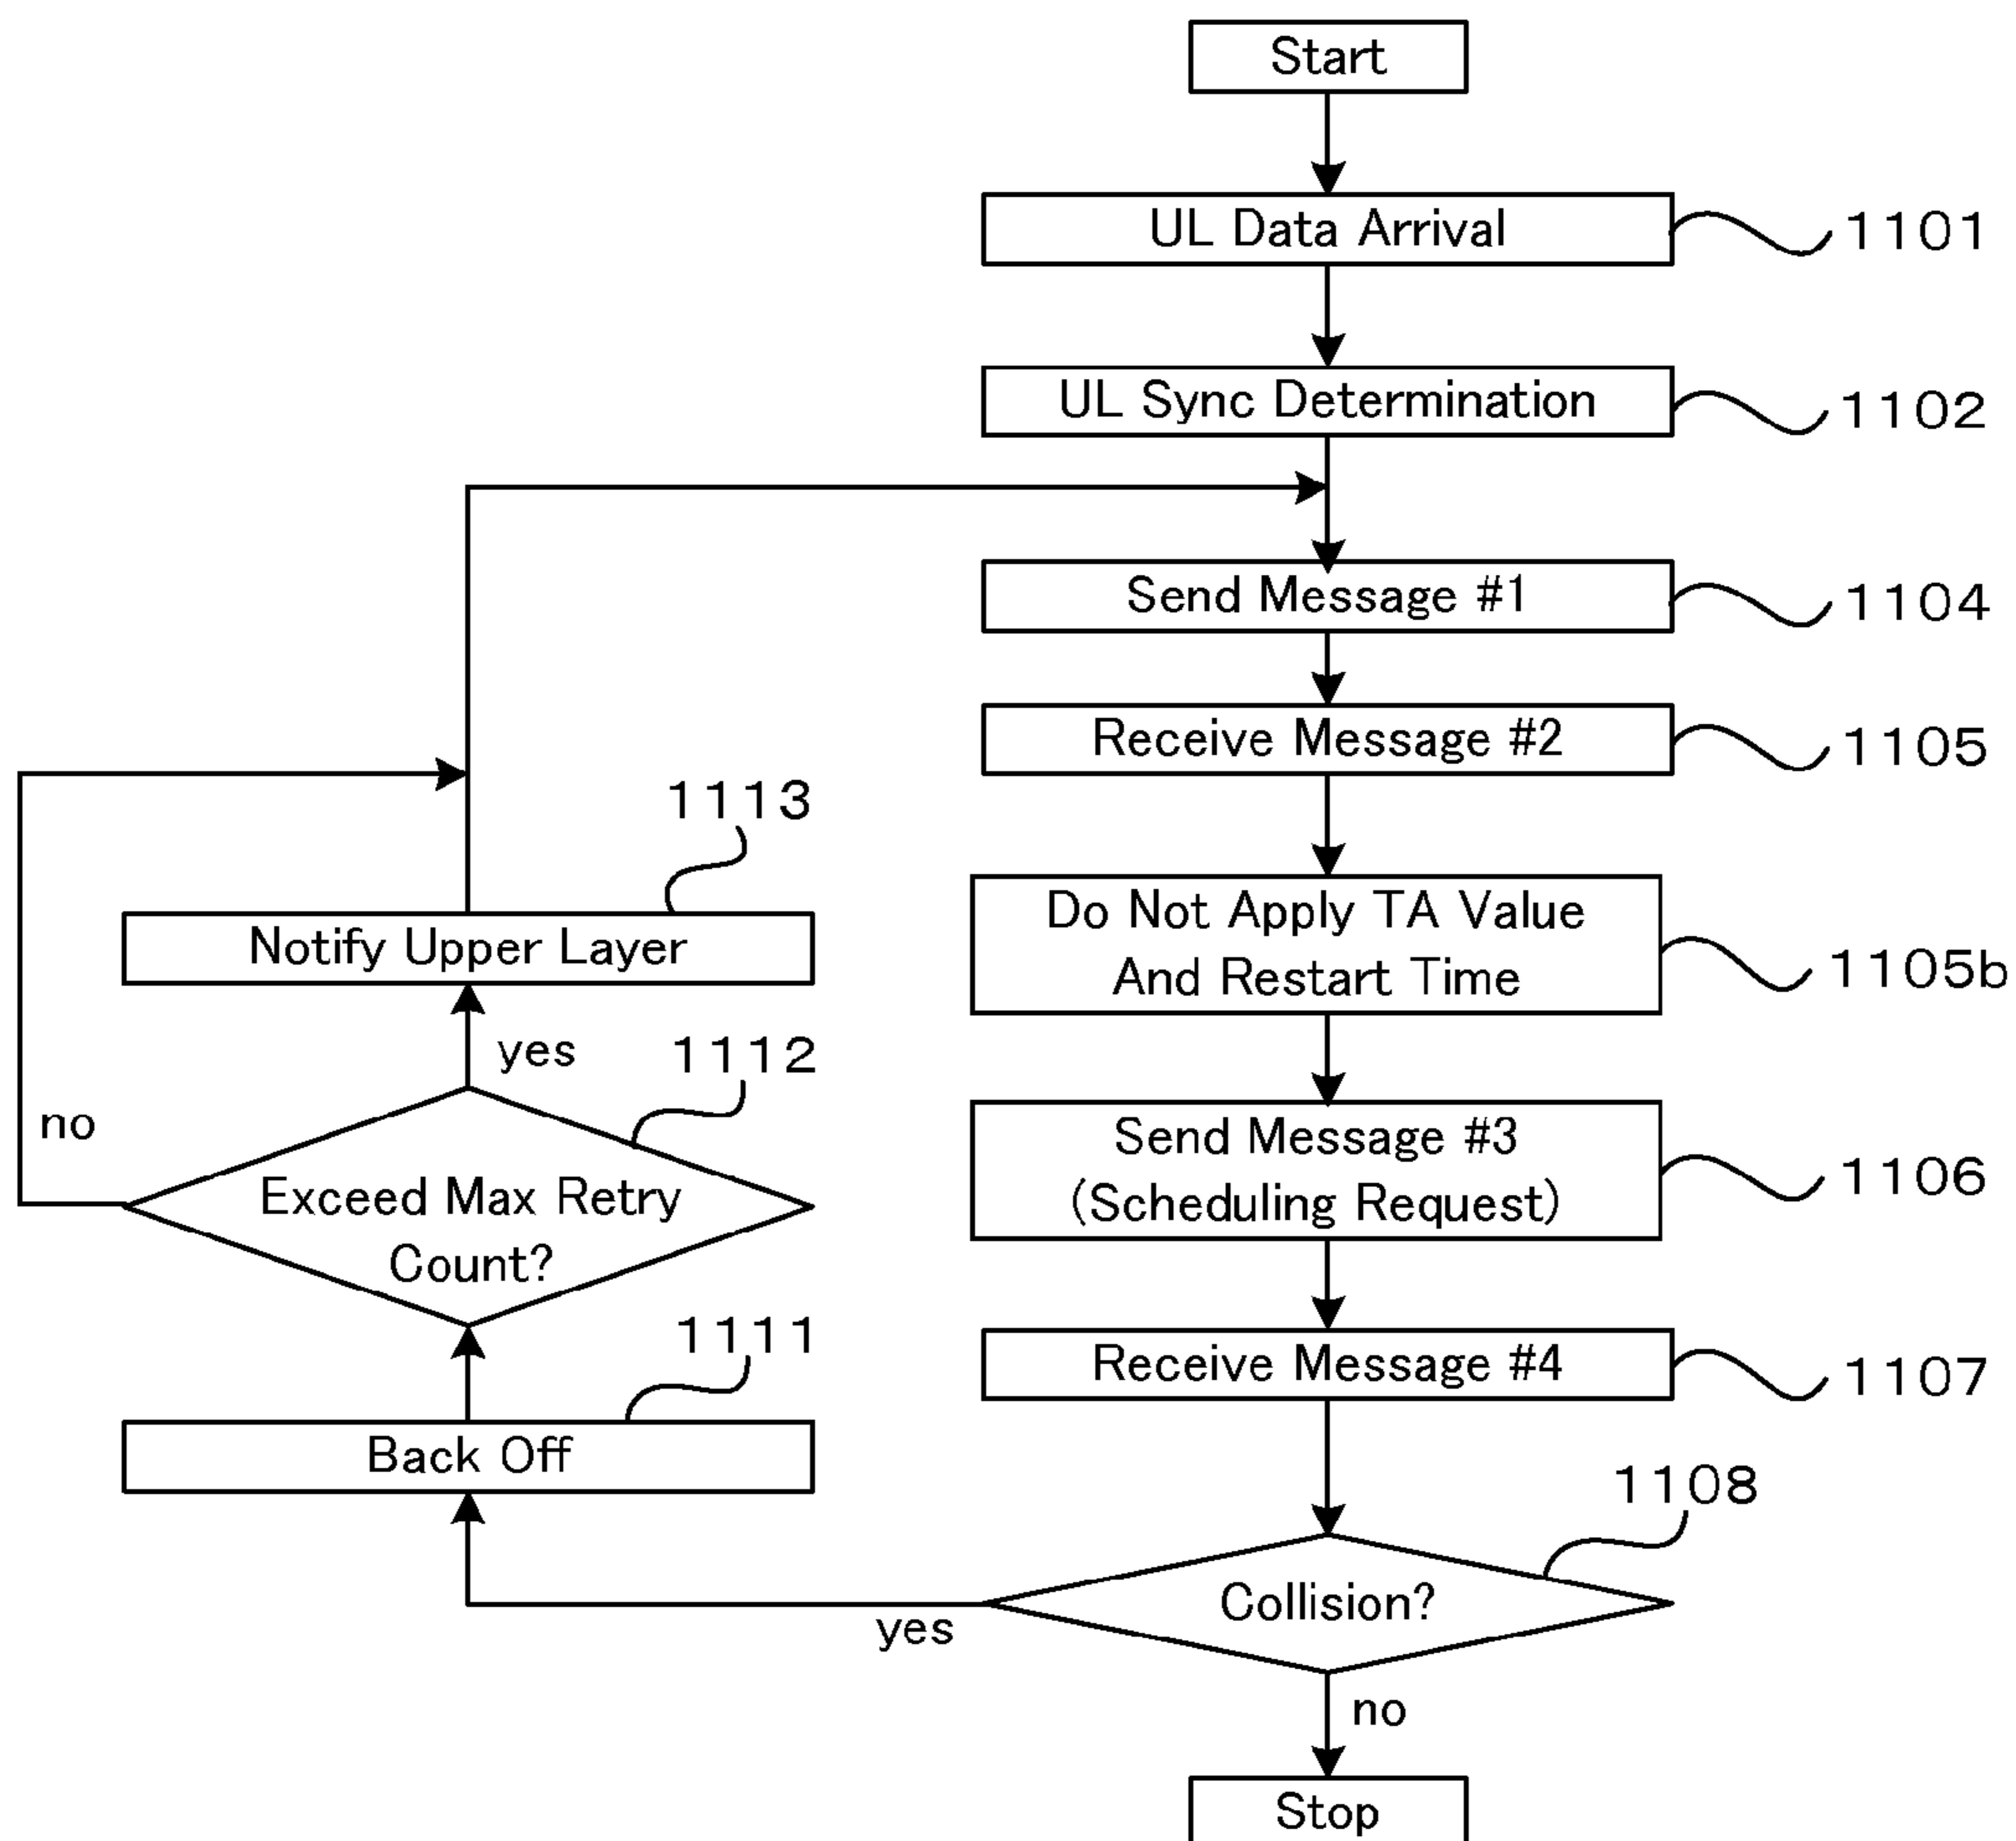 Start
UL Data Arrival
1101
UL Sync Determination
1102
Send Message #1
1104
Receive Message #2
1105
1113
Do Not Apply TA Value
And Restart Time
1105b
Notify Upper Layer
yes
1112
no
Send Message #3
(Scheduling Request)
1106
Exceed Max Retry
Count?
1111
Receive Message #4
1107
Back Off
1108
Collision?
yes
no
Stop